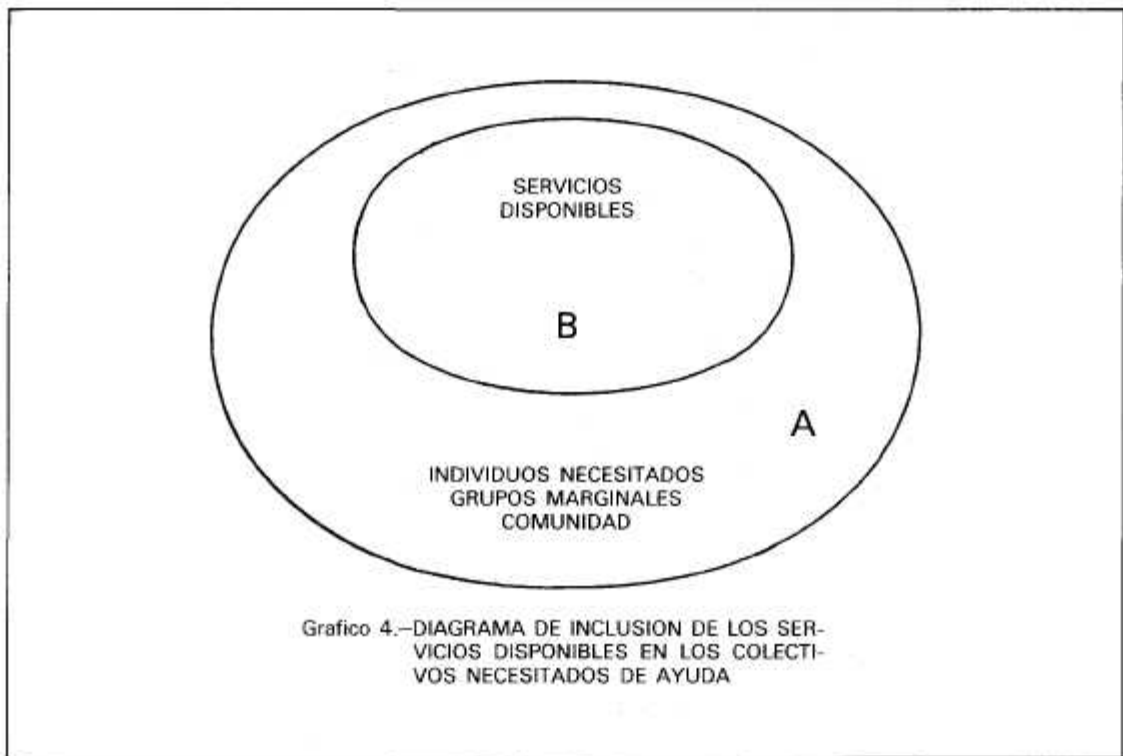 SERVICIOS
DISPONIBLES
B
A
INDIVIDUOS NECESITADOS
GRUPOS MARGINALES
COMUNIDAD
Grafico 4.—DIAGRAMA DE INCLUSION DE LOS SER-
VICIOS DISPONIBLES EN LOS COLECTI-
VOS NECESITADOS DE AYUDA